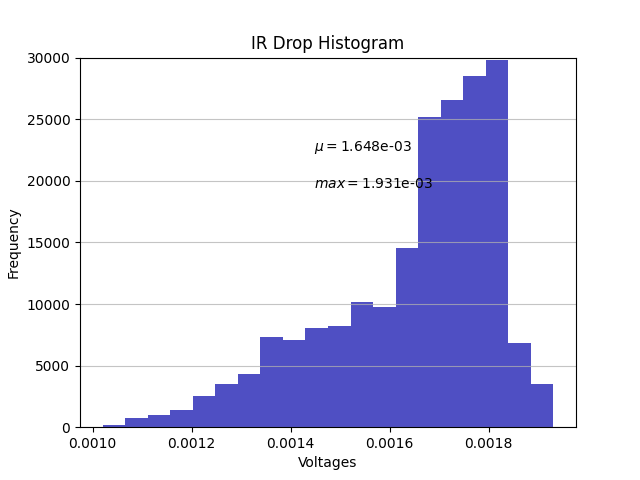 IR Drop Histogram
30000
25000
20000
15000
10000
5000
0
Frequency
μ = 1.648e-03
max = 1.931e-03
0.0010 0.0012 0.0014 0.0016 0.0018
Voltages